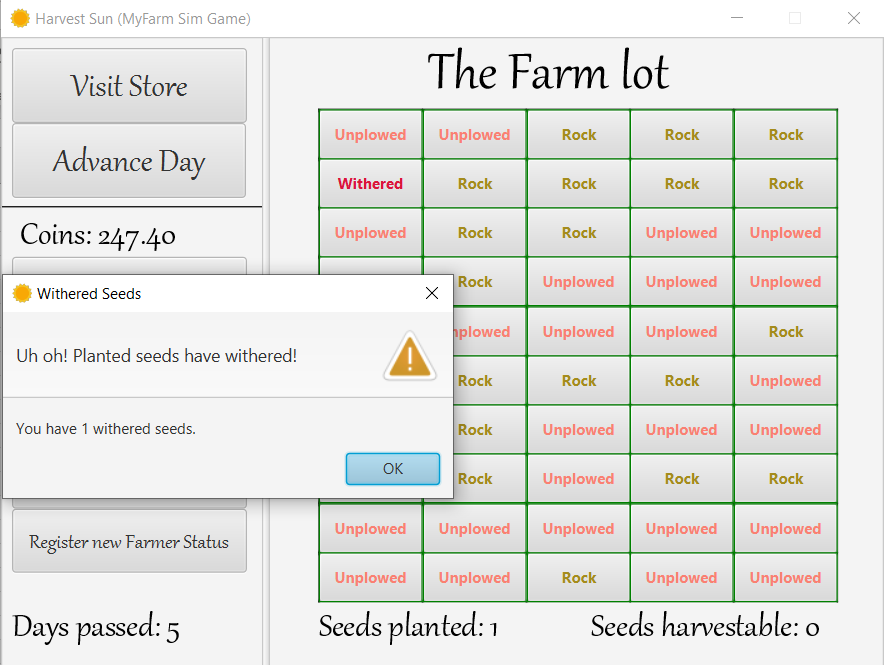 Harvest Sun (MyFarm Sim Game)
Visit Store
Advance Day
Coins: 247.40
The Farm lot
Unplowed Unplowed Rock Rock Rock
Withered Rock Rock Rock Rock
Unplowed Rock Rock Unplowed Unplowed
Rock Unplowed Unplowed Unplowed
Unplowed Unplowed Rock
Rock Rock Rock Unplowed
Rock Unplowed Unplowed Unplowed
Rock Unplowed Rock Rock
Unplowed Unplowed Unplowed Unplowed Unplowed
Unplowed Unplowed Rock Unplowed Unplowed
Withered Seeds
Uh oh! Planted seeds have withered!
You have 1 withered seeds.
OK
Register new Farmer Status
Days passed: 5
Seeds planted: 1
Seeds harvestable: 0